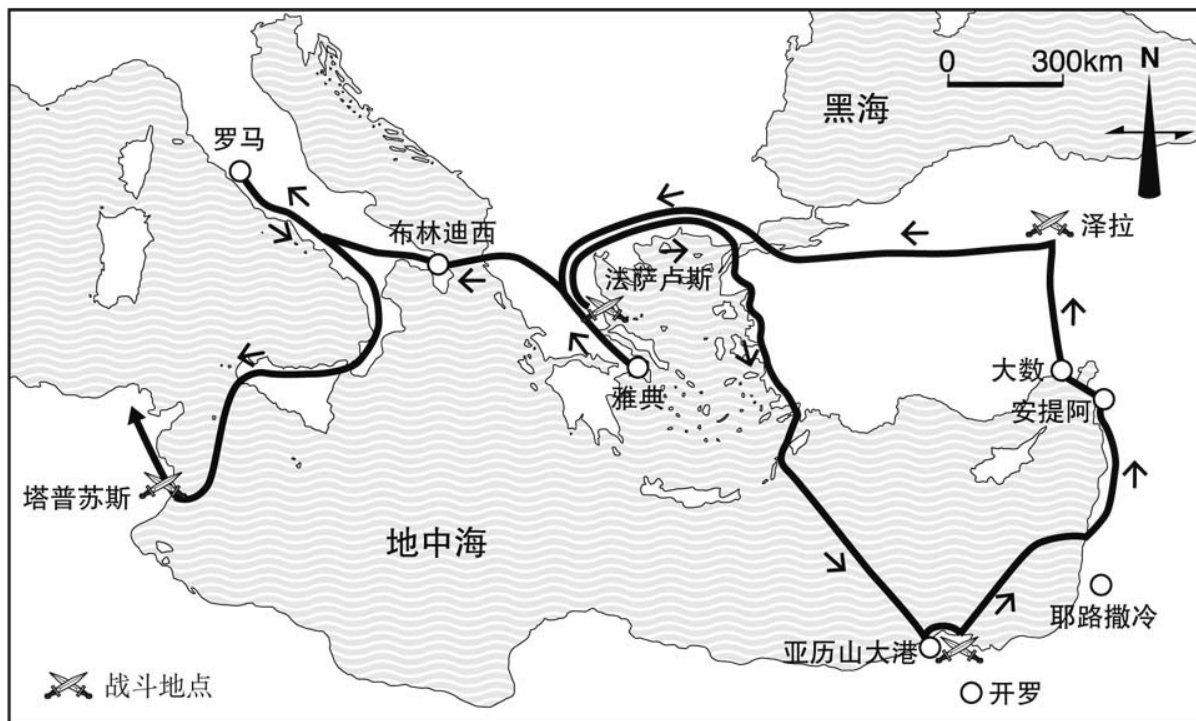 0 300km
N
黑海
罗马
泽拉
布林迪西
法萨卢斯
大数
雅典
安提阿
塔普苏斯
地中海
耶路撒冷
亚历山大港
战斗地点
开罗